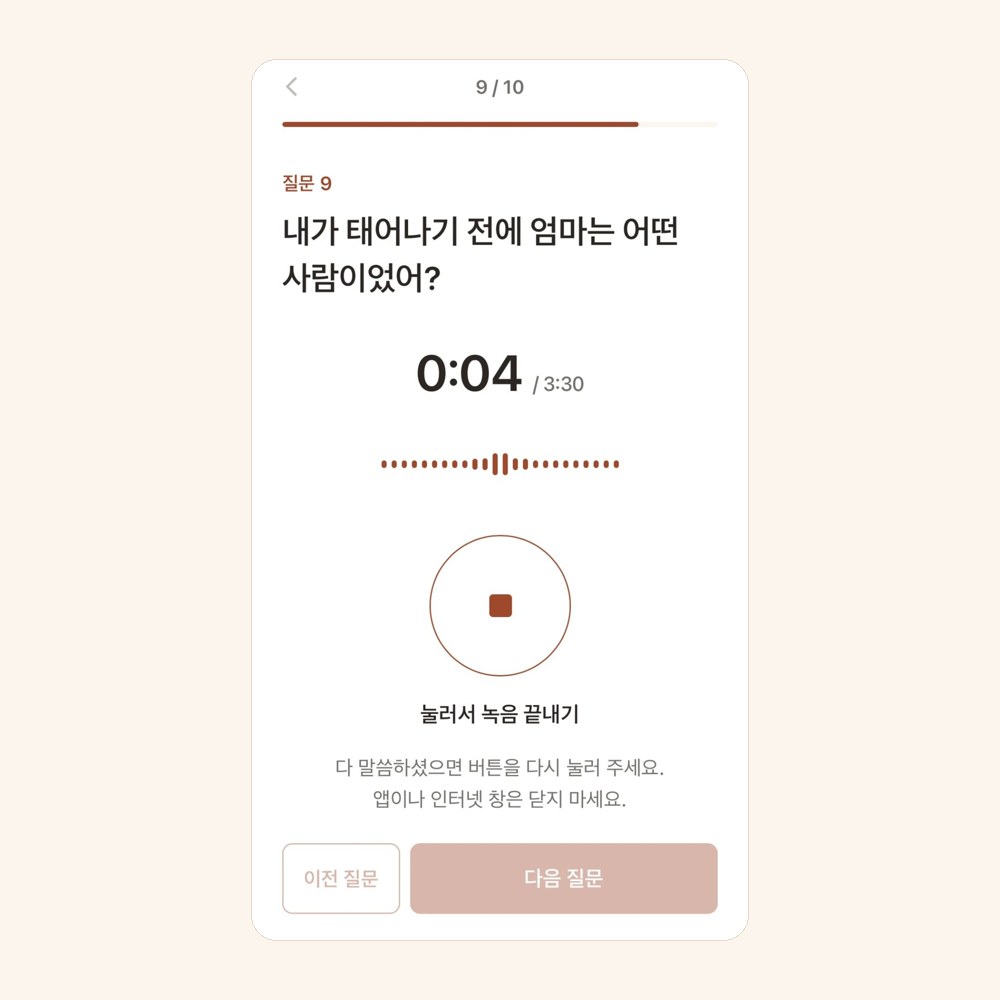 9 / 10
질문 9
내가 태어나기 전에 엄마는 어떤
사람이었어?
0:04 / 3:30
눌러서 녹음 끝내기
다 말씀하셨으면 버튼을 다시 눌러 주세요.
앱이나 인터넷 창은 닫지 마세요.
이전 질문
다음 질문